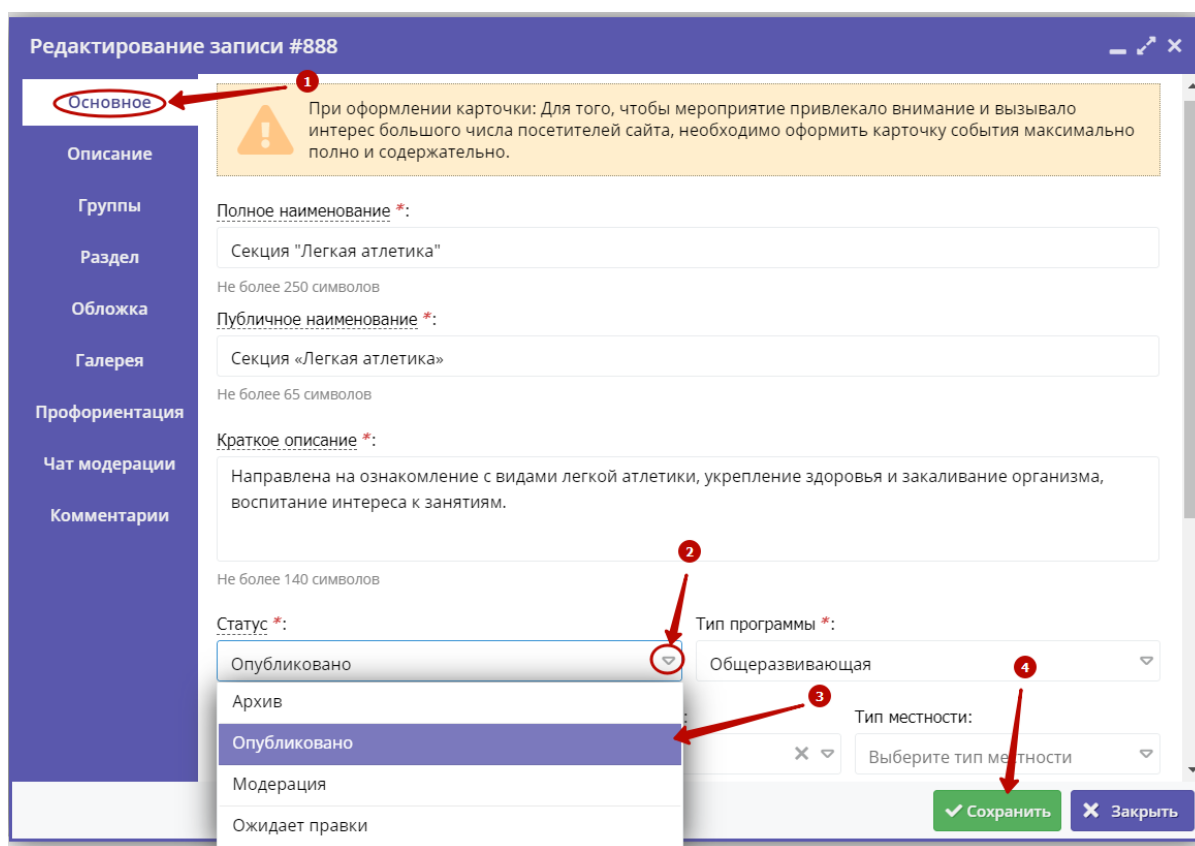 Редактирование записи #888
1
Основное
Описание
Группы
Раздел
Обложка
Галерея
Профориентация
Чат модерации
Комментарии
При оформлении карточки: Для того, чтобы мероприятие привлекало внимание и вызывало
интерес большого числа посетителей сайта, необходимо оформить карточку события максимально
полно и содержательно.
Полное наименование *:
Секция "Легкая атлетика"
Не более 250 символов
Публичное наименование *:
Секция «Легкая атлетика»
Не более 65 символов
Краткое описание *:
Направлена на ознакомление с видами легкой атлетики, укрепление здоровья и закаливание организма,
воспитание интереса к занятиям.
2
Не более 140 символов
Статус *:
Тип программы *:
Опубликовано
Общеразвивающая
4
Архив
3
Опубликовано
Модерация
Ожидает правки
:
Тип местности:
Выберите тип местности
Сохранить
Закрыть